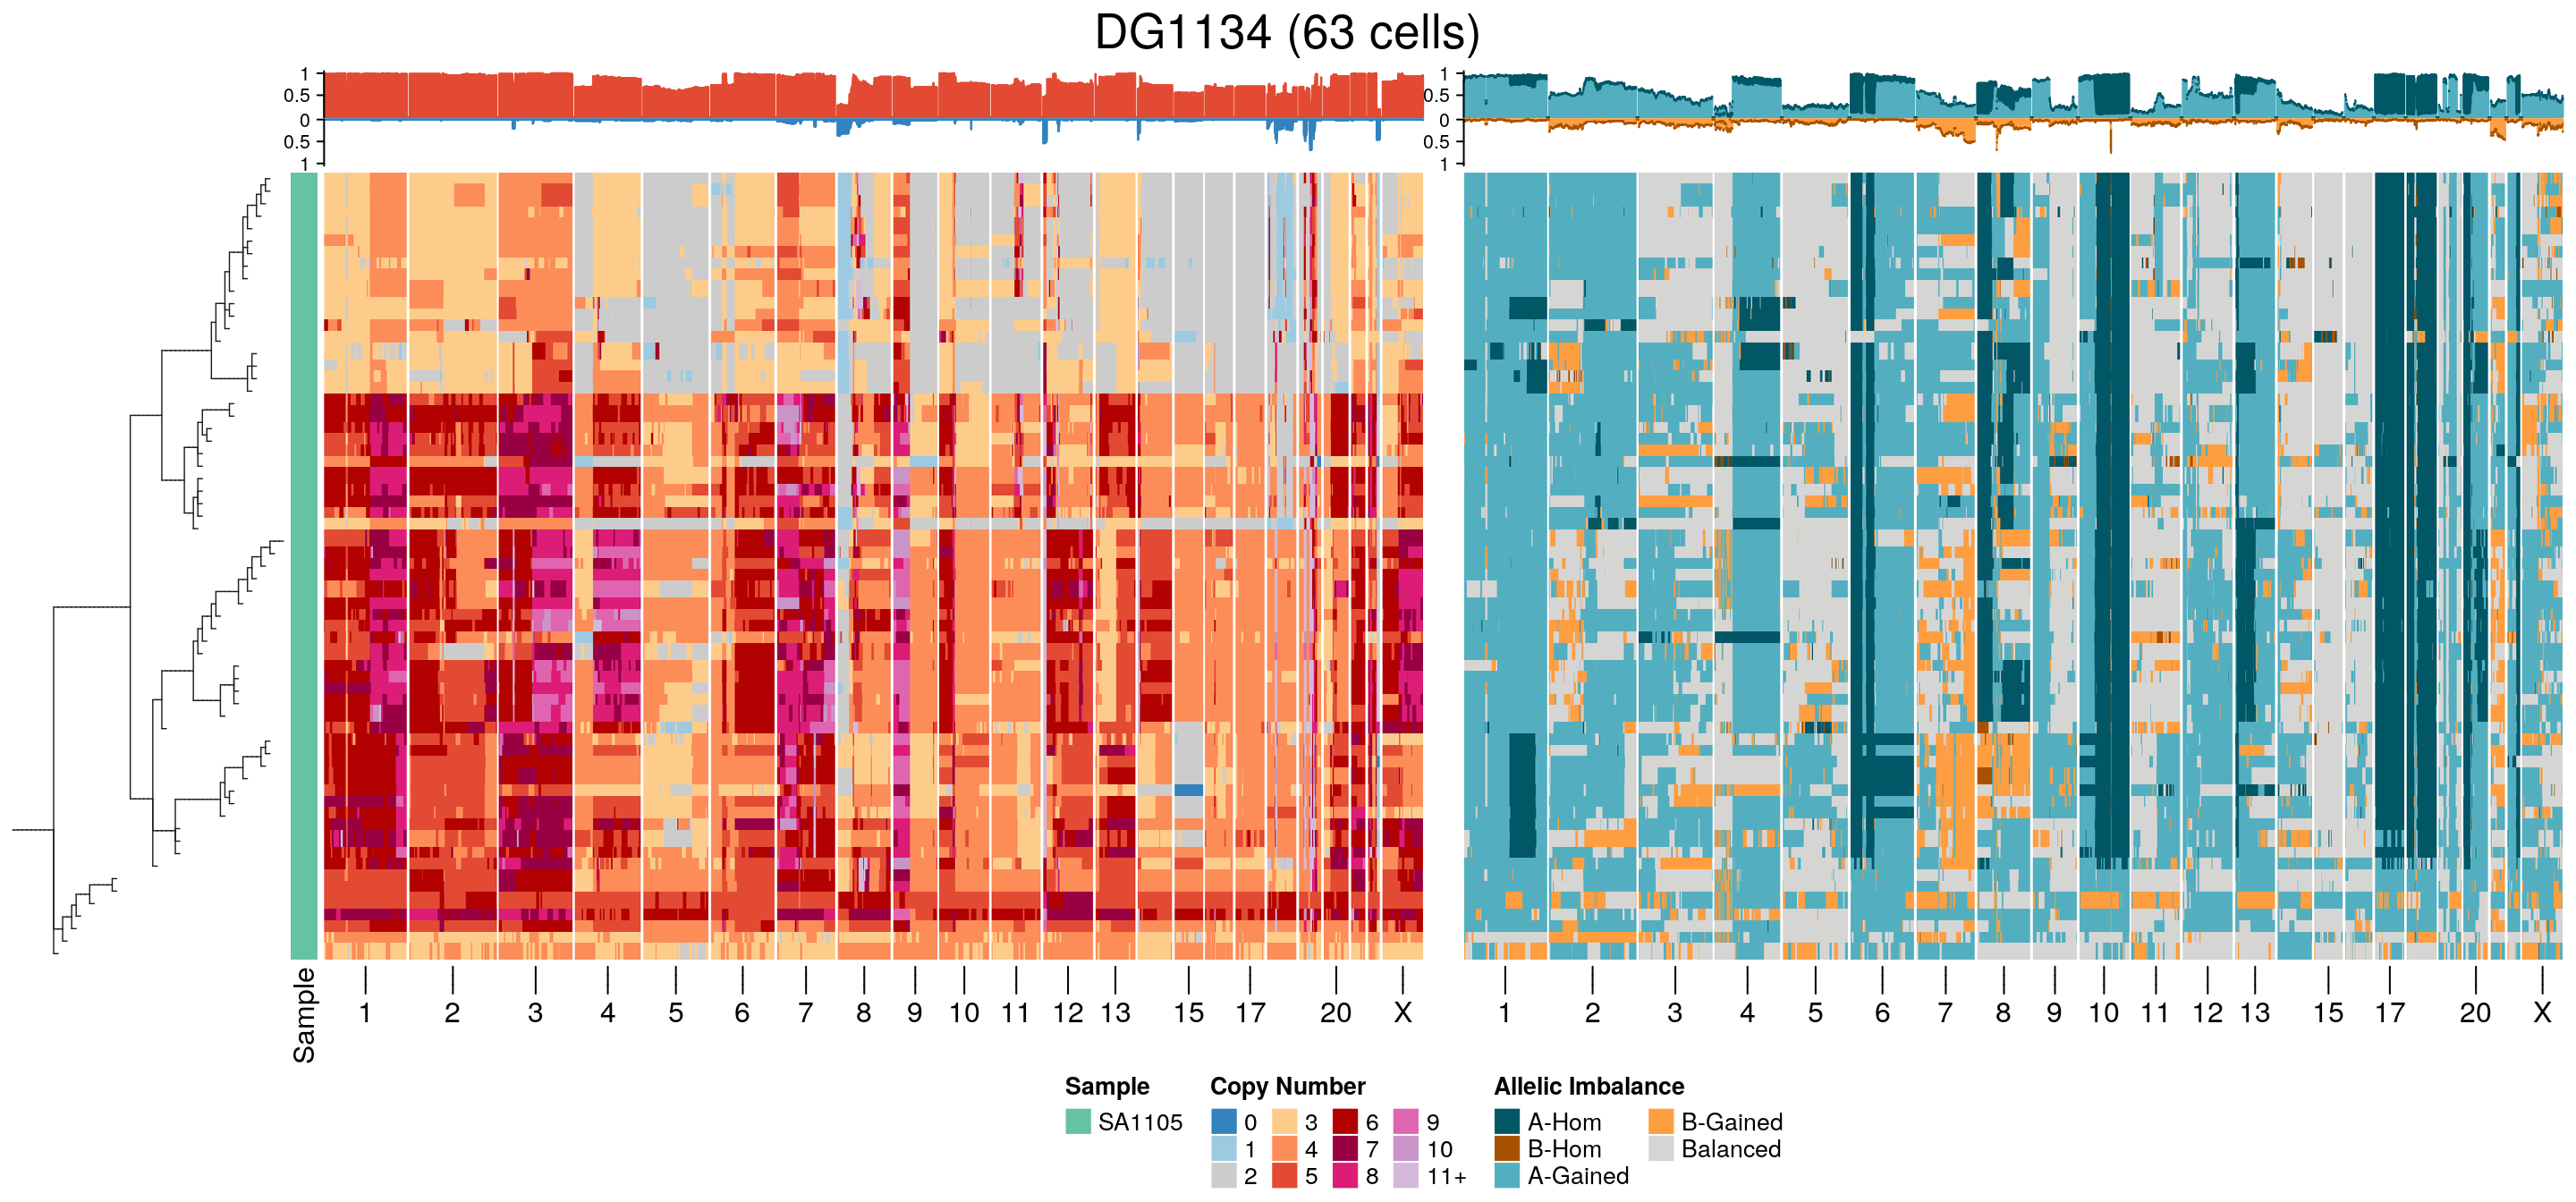 DG1134 (63 cells)
1 1
0.5 0.5
0 0
0.5 0.5
1 1
Sample
1 2 3 4 5 6 7 8 9 10 11 12 13 15 17 20 X
1 2 3 4 5 6 7 8 9 10 11 12 13 15 17 20 X
Sample Copy Number Allelic Imbalance
SA1105 0 3 6 9 A-Hom B-Gained
1 4 7 10 B-Hom Balanced
2 5 8 11+ A-Gained